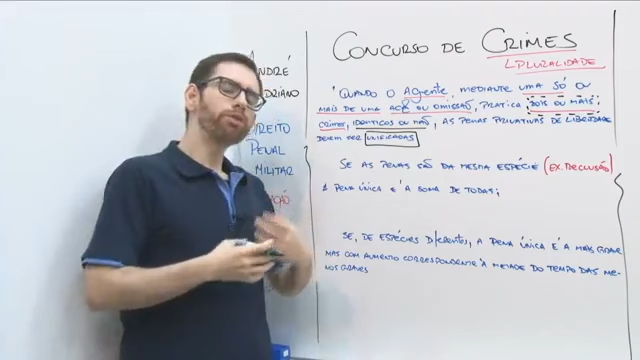 André
Adriano
Direito
Penal
Militar
Concurso de Crimes
Pluralidade
"Quando o Agente, mediante uma só ou
mais de uma ação ou omissão, pratica dois ou mais
crimes, idênticos ou não, as penas privativas de liberdade
devem ser unificadas
Se as penas são da mesma espécie (ex. reclusão)
a pena única é a soma de todas;
Se, de espécies diferentes, a pena única é a mais grave
mas com aumento correspondente à metade do tempo das me-
nos graves